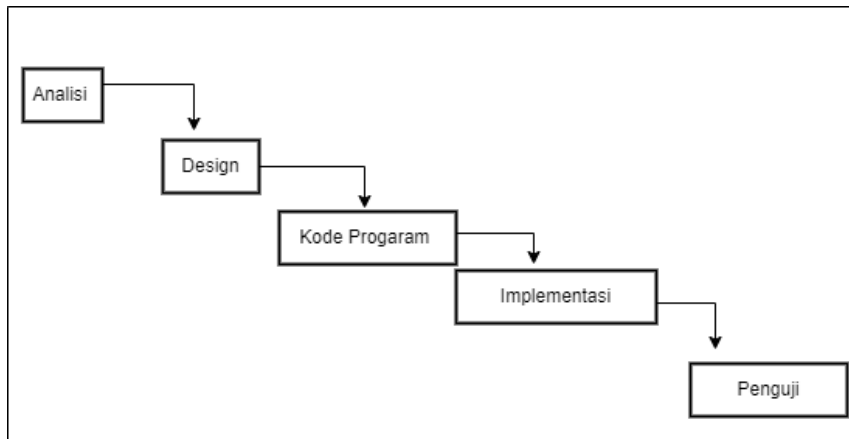 Analisi
Design
Kode Progaram
Implementasi
Penguji